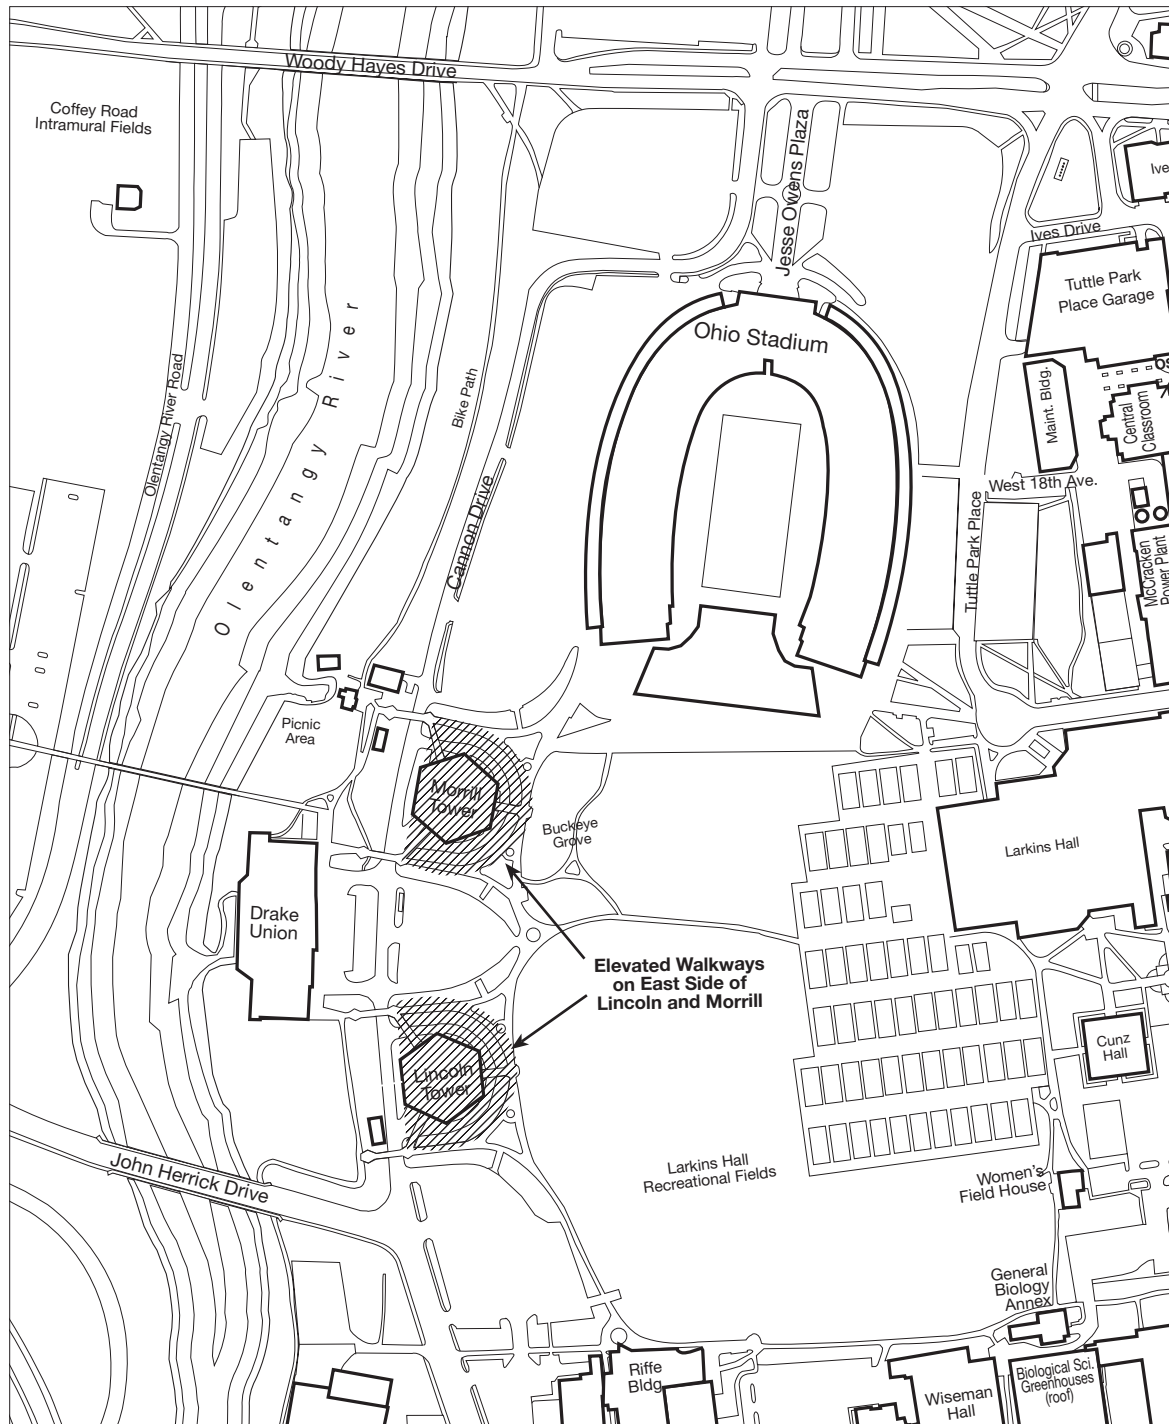 Woody Hayes Drive
Coffey Road
Intramural Fields
Jesse Owens Plaza
Ives Drive
Tuttle Park
Place Garage
Ohio Stadium
Olentangy River
Olentangy River Road
Bike Path
Maint. Bldg.
Central
Classroom
West 18th Ave.
Cannon Drive
Tuttle Park Place
McCracken
Power Plant
Picnic
Area
Morrill
Tower
Buckeye
Grove
Larkins Hall
Drake
Union
Elevated Walkways
on East Side of
Lincoln and Morrill
Cunz
Hall
Lincoln
Tower
John Herrick Drive
Larkins Hall
Recreational Fields
Women's
Field House
General
Biology
Annex
Riffe
Bldg.
Wiseman
Hall
Biological Sci.
Greenhouses
(roof)